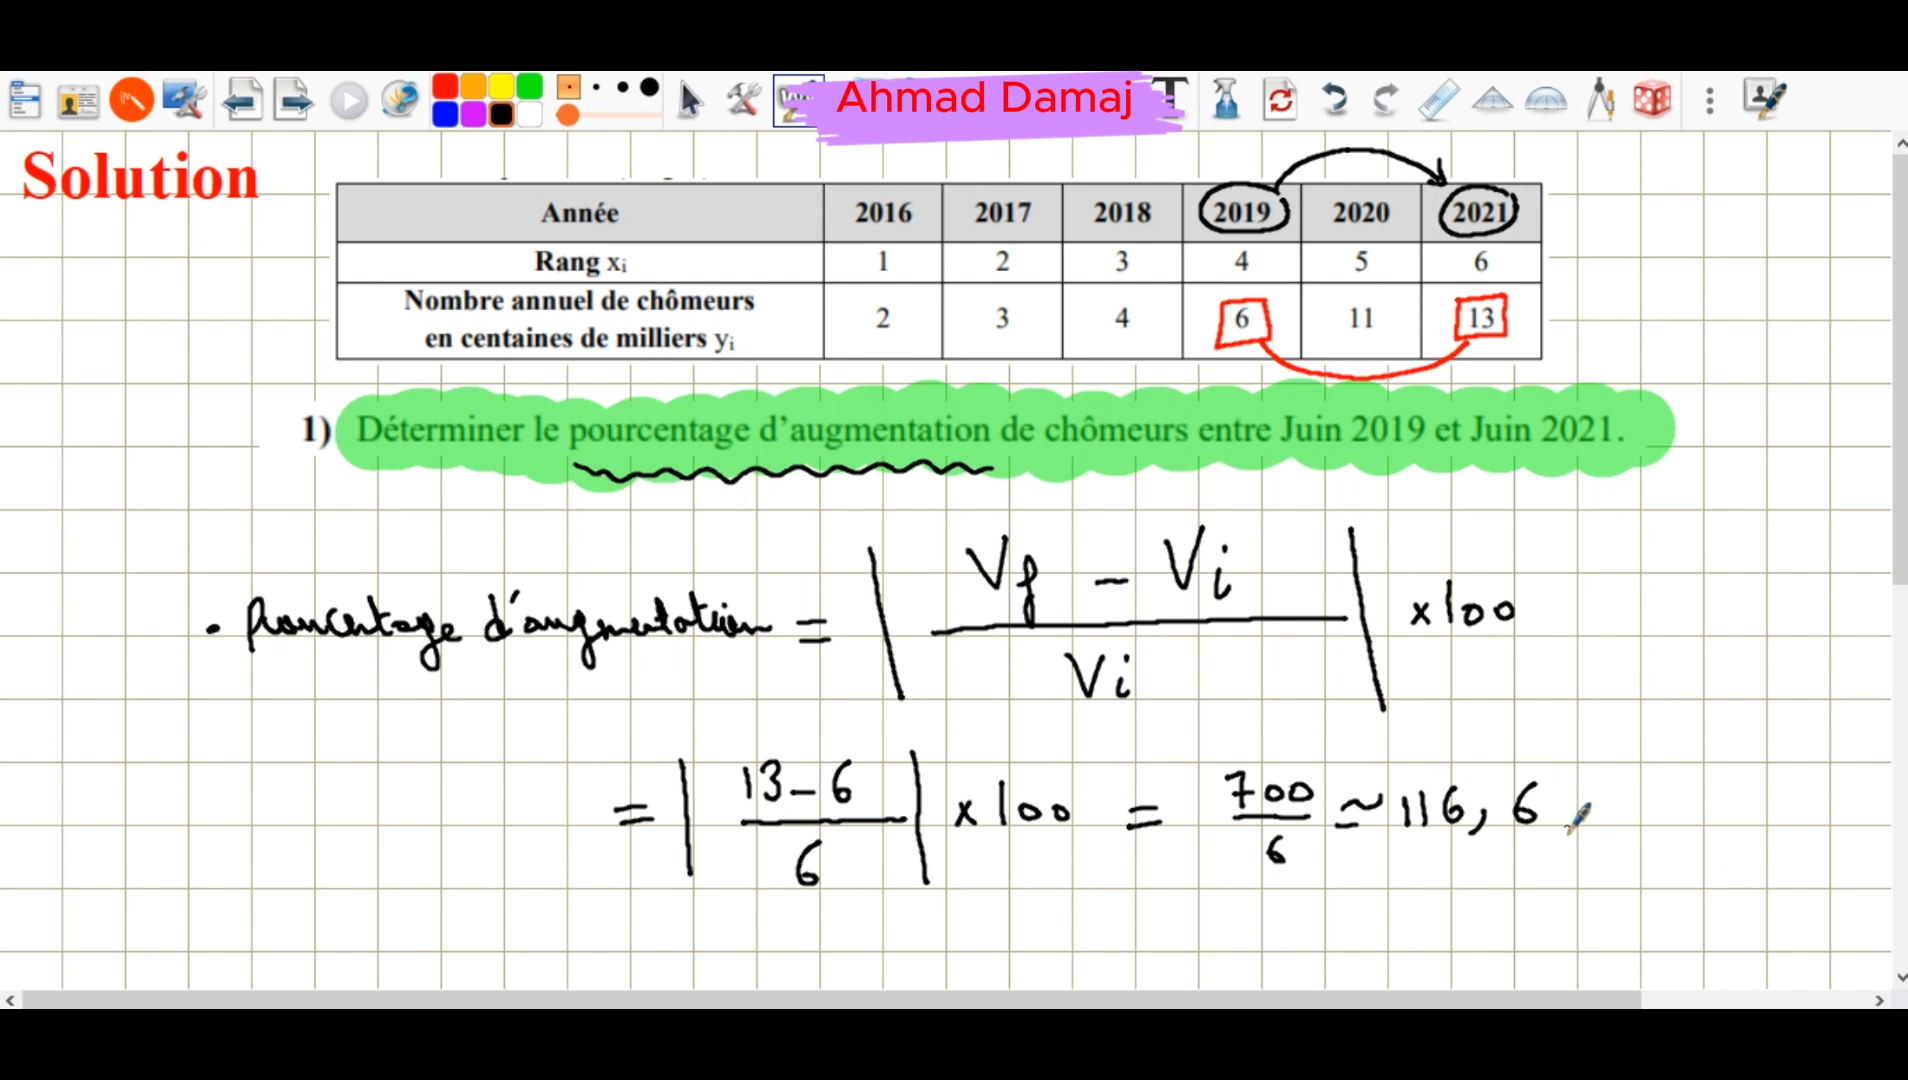 Ahmad Damaj
Solution
Année 2016 2017 2018 2019 2020 2021
Rang xi 1 2 3 4 5 6
Nombre annuel de chômeurs
en centaines de milliers yi 2 3 4 6 11 13
1) Déterminer le pourcentage d'augmentation de chômeurs entre Juin 2019 et Juin 2021.
• Pourcentage d'augmentation = | Vf - Vi / Vi | × 100
= | 13 - 6 / 6 | × 100 = 700 / 6 ≃ 116,6